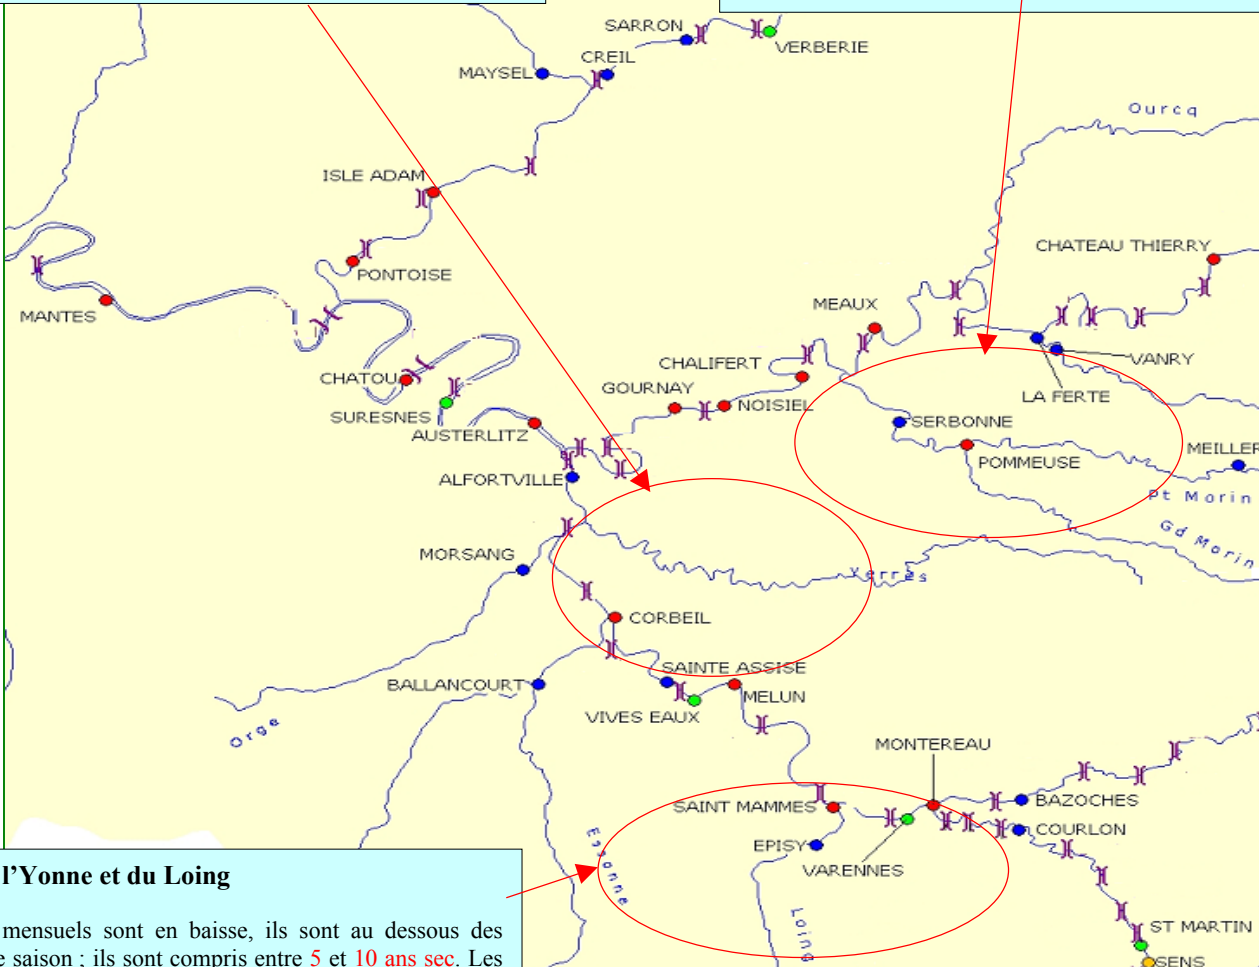 SARRON
VERBERIE
CREIL
MAYSEL
Ourcq
ISLE ADAM
CHATEAU THIERRY
PONTOISE
MEAUX
MANTES
CHALIFERT
VANRY
CHATOU
GOURNAY
LA FERTE
SURESNES
NOISIEL
AUSTERLITZ
SERBONNE
MEILLER
POMMEUSE
ALFORTVILLE
Pt Morin
Gd Morin
MORSANG
Yerres
CORBEIL
SAINTE ASSISE
BALLANCOURT
MELUN
VIVES EAUX
Orge
MONTEREAU
SAINT MAMMES
BAZOCHES
COURLON
EPISY
VARENNES
Essonne
Loing
ST MARTIN
SENS
l’Yonne et du Loing
mensuels sont en baisse, ils sont au dessous des
e saison ; ils sont compris entre 5 et 10 ans sec. Les